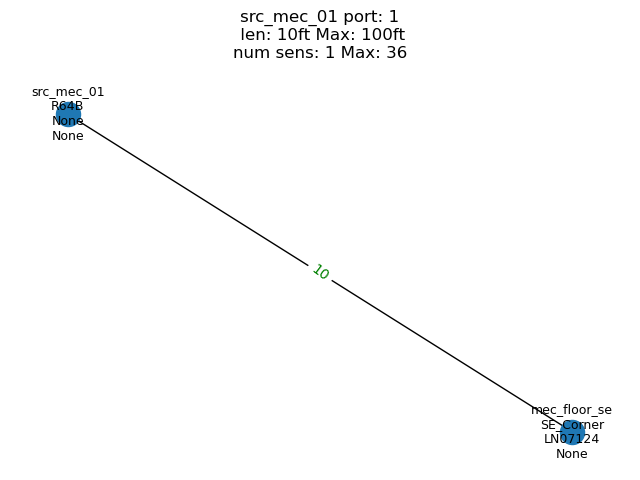 src_mec_01 port: 1
len: 10ft Max: 100ft
num sens: 1 Max: 36
src_mec_01
R64B
None
None
10
mec_floor_se
SE_Corner
LN07124
None